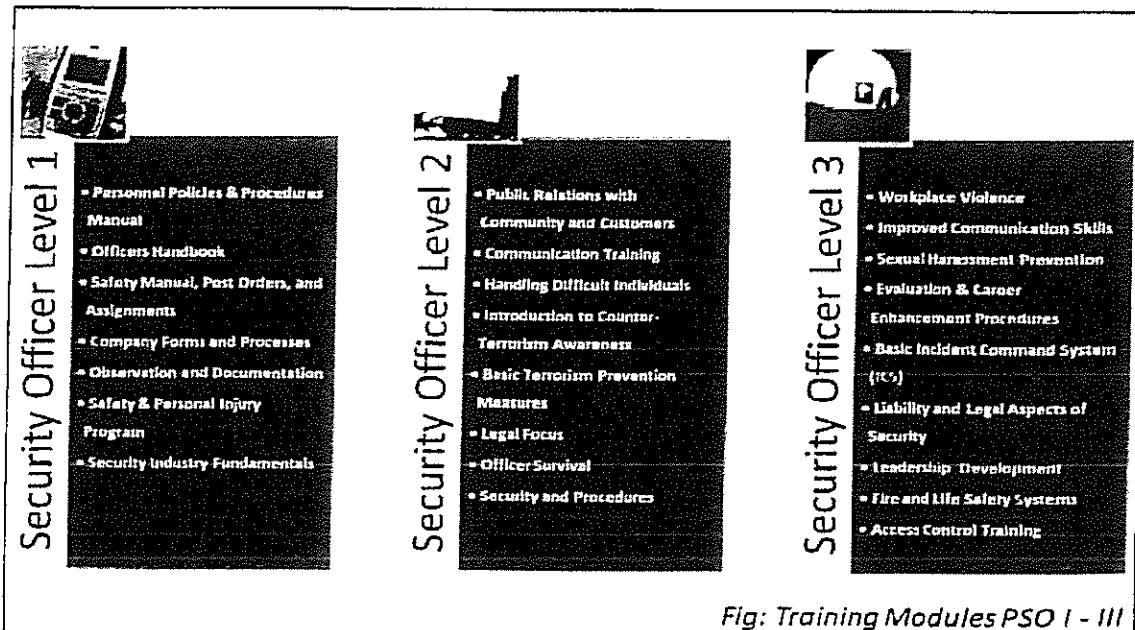 Security Officer Level 1
• Personnel Policies & Procedures
Manual
• Officers Handbook
• Safety Manual, Post Orders, and
Assignments
• Company Forms and Processes
• Observation and Documentation
• Safety & Personal Injury
Program
• Security Industry Fundamentals
Security Officer Level 2
• Public Relations with
Community and Customers
• Communication Training
• Handling Difficult Individuals
• Introduction to Counter-
Terrorism Awareness
• Basic Terrorism Prevention
Measures
• Legal Focus
• Officer Survival
• Security and Procedures
Security Officer Level 3
• Workplace Violence
• Improved Communication Skills
• Sexual Harassment Prevention
• Evaluation & Career
Enhancement Procedures
• Basic Incident Command System
(ICS)
• Liability and Legal Aspects of
Security
• Leadership Development
• Fire and Life Safety Systems
• Access Control Training
Fig: Training Modules PSO I - III